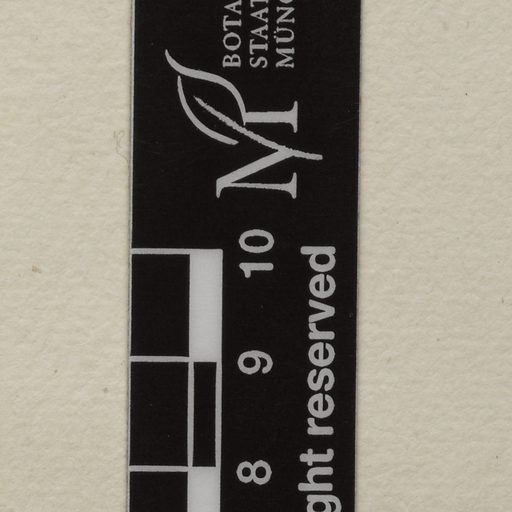 BOTA
STAAT
MÜNC
M
10
9
8
ght reserved